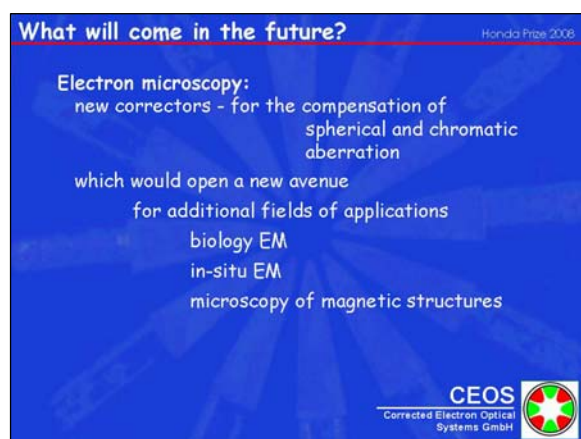 What will come in the future?
Honda Prize 2008
Electron microscopy:
new correctors - for the compensation of
spherical and chromatic
aberration
which would open a new avenue
for additional fields of applications
biology EM
in-situ EM
microscopy of magnetic structures
CEOS
Corrected Electron Optical
Systems GmbH